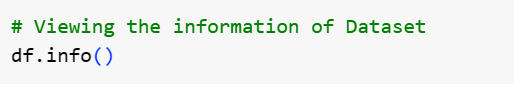 # Viewing the information of Dataset
df.info()